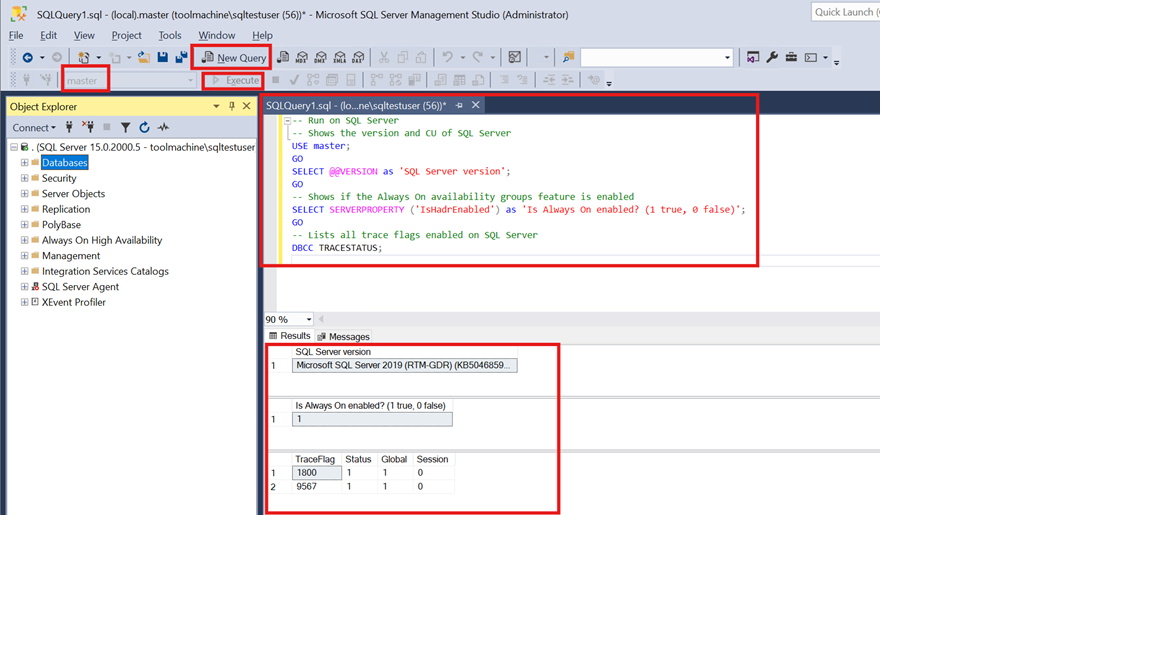 SQLQuery1.sql - (local).master (toolmachine\sqltestuser (56))* - Microsoft SQL Server Management Studio (Administrator)
Quick Launch (
File Edit View Project Tools Window Help
New Query MDX DMX XMLA DAX
master Execute
Object Explorer
Connect
. (SQL Server 15.0.2000.5 - toolmachine\sqltestuser
Databases
Security
Server Objects
Replication
PolyBase
Always On High Availability
Management
Integration Services Catalogs
SQL Server Agent
XEvent Profiler
SQLQuery1.sql - (lo...ne\sqltestuser (56))*
-- Run on SQL Server
-- Shows the version and CU of SQL Server
USE master;
GO
SELECT @@VERSION as 'SQL Server version';
GO
-- Shows if the Always On availability groups feature is enabled
SELECT SERVERPROPERTY ('IsHadrEnabled') as 'Is Always On enabled? (1 true, 0 false)';
GO
-- Lists all trace flags enabled on SQL Server
DBCC TRACESTATUS;
90 %
Results Messages
SQL Server version
1 Microsoft SQL Server 2019 (RTM-GDR) (KB5046859...
Is Always On enabled? (1 true, 0 false)
1 1
TraceFlag Status Global Session
1 1800 1 1 0
2 9567 1 1 0